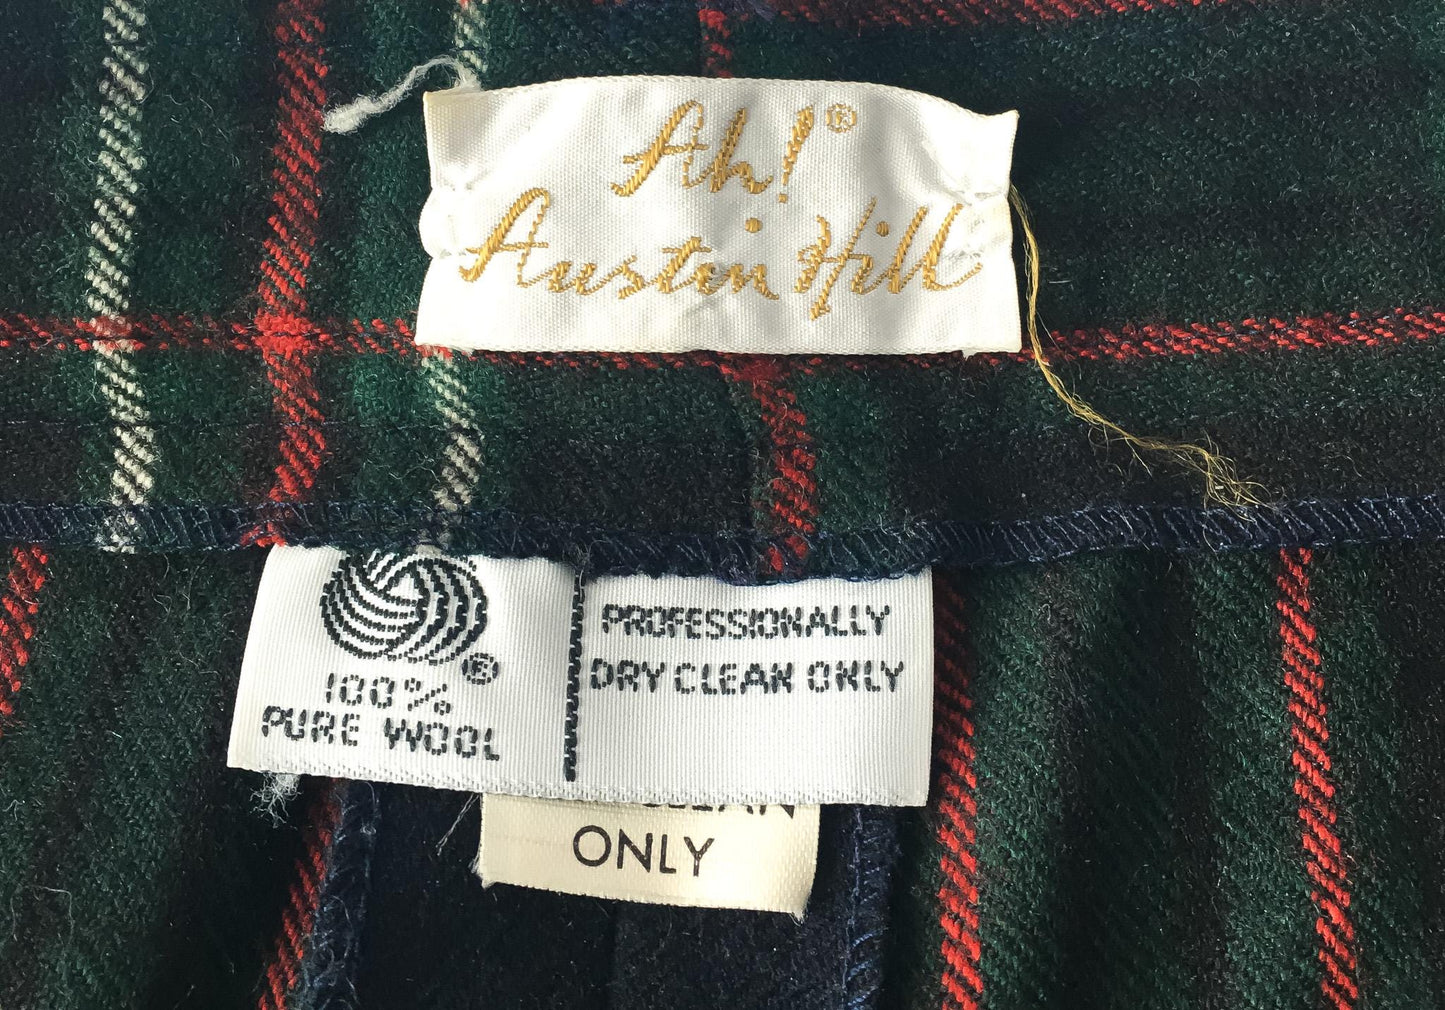 Ah!®
Austin Hill
®
100%
PURE WOOL
PROFESSIONALLY
DRY CLEAN ONLY
ONLY